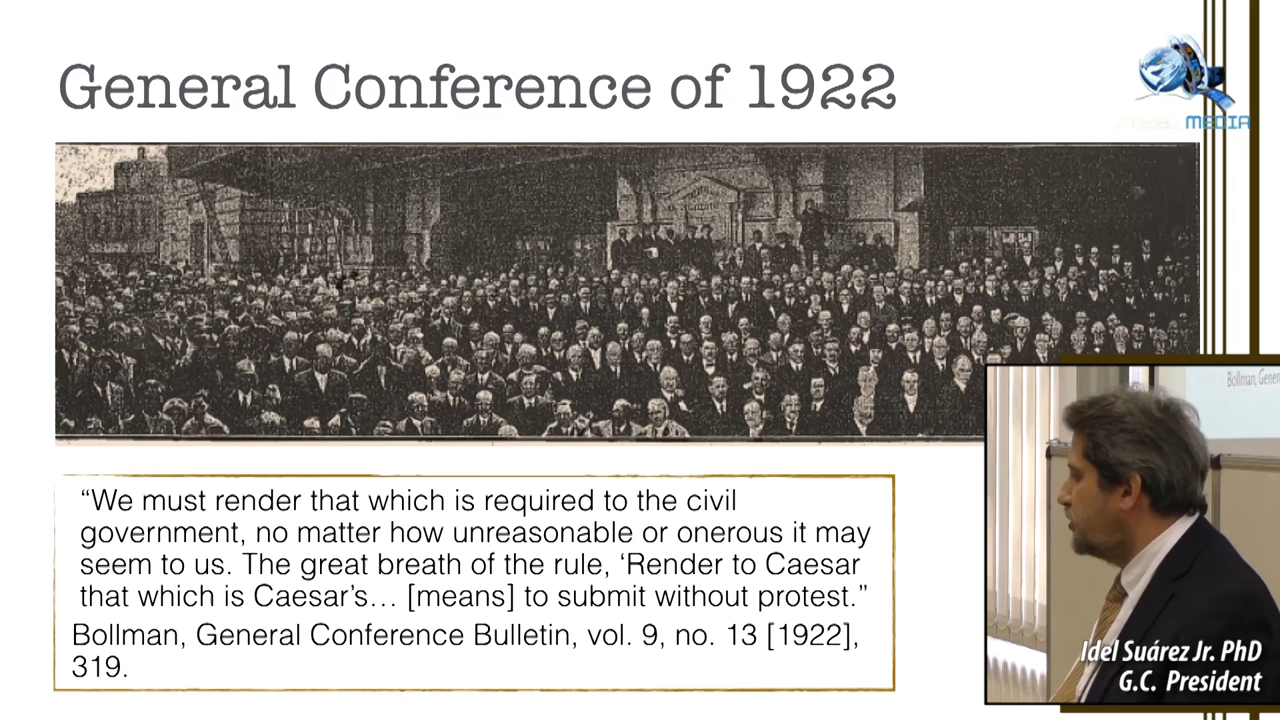 General Conference of 1922
MEDIA
“We must render that which is required to the civil
government, no matter how unreasonable or onerous it may
seem to us. The great breath of the rule, ‘Render to Caesar
that which is Caesar’s… [means] to submit without protest.”
Bollman, General Conference Bulletin, vol. 9, no. 13 [1922],
319.
Bollman, Gener
Idel Suárez Jr. PhD
G.C. President